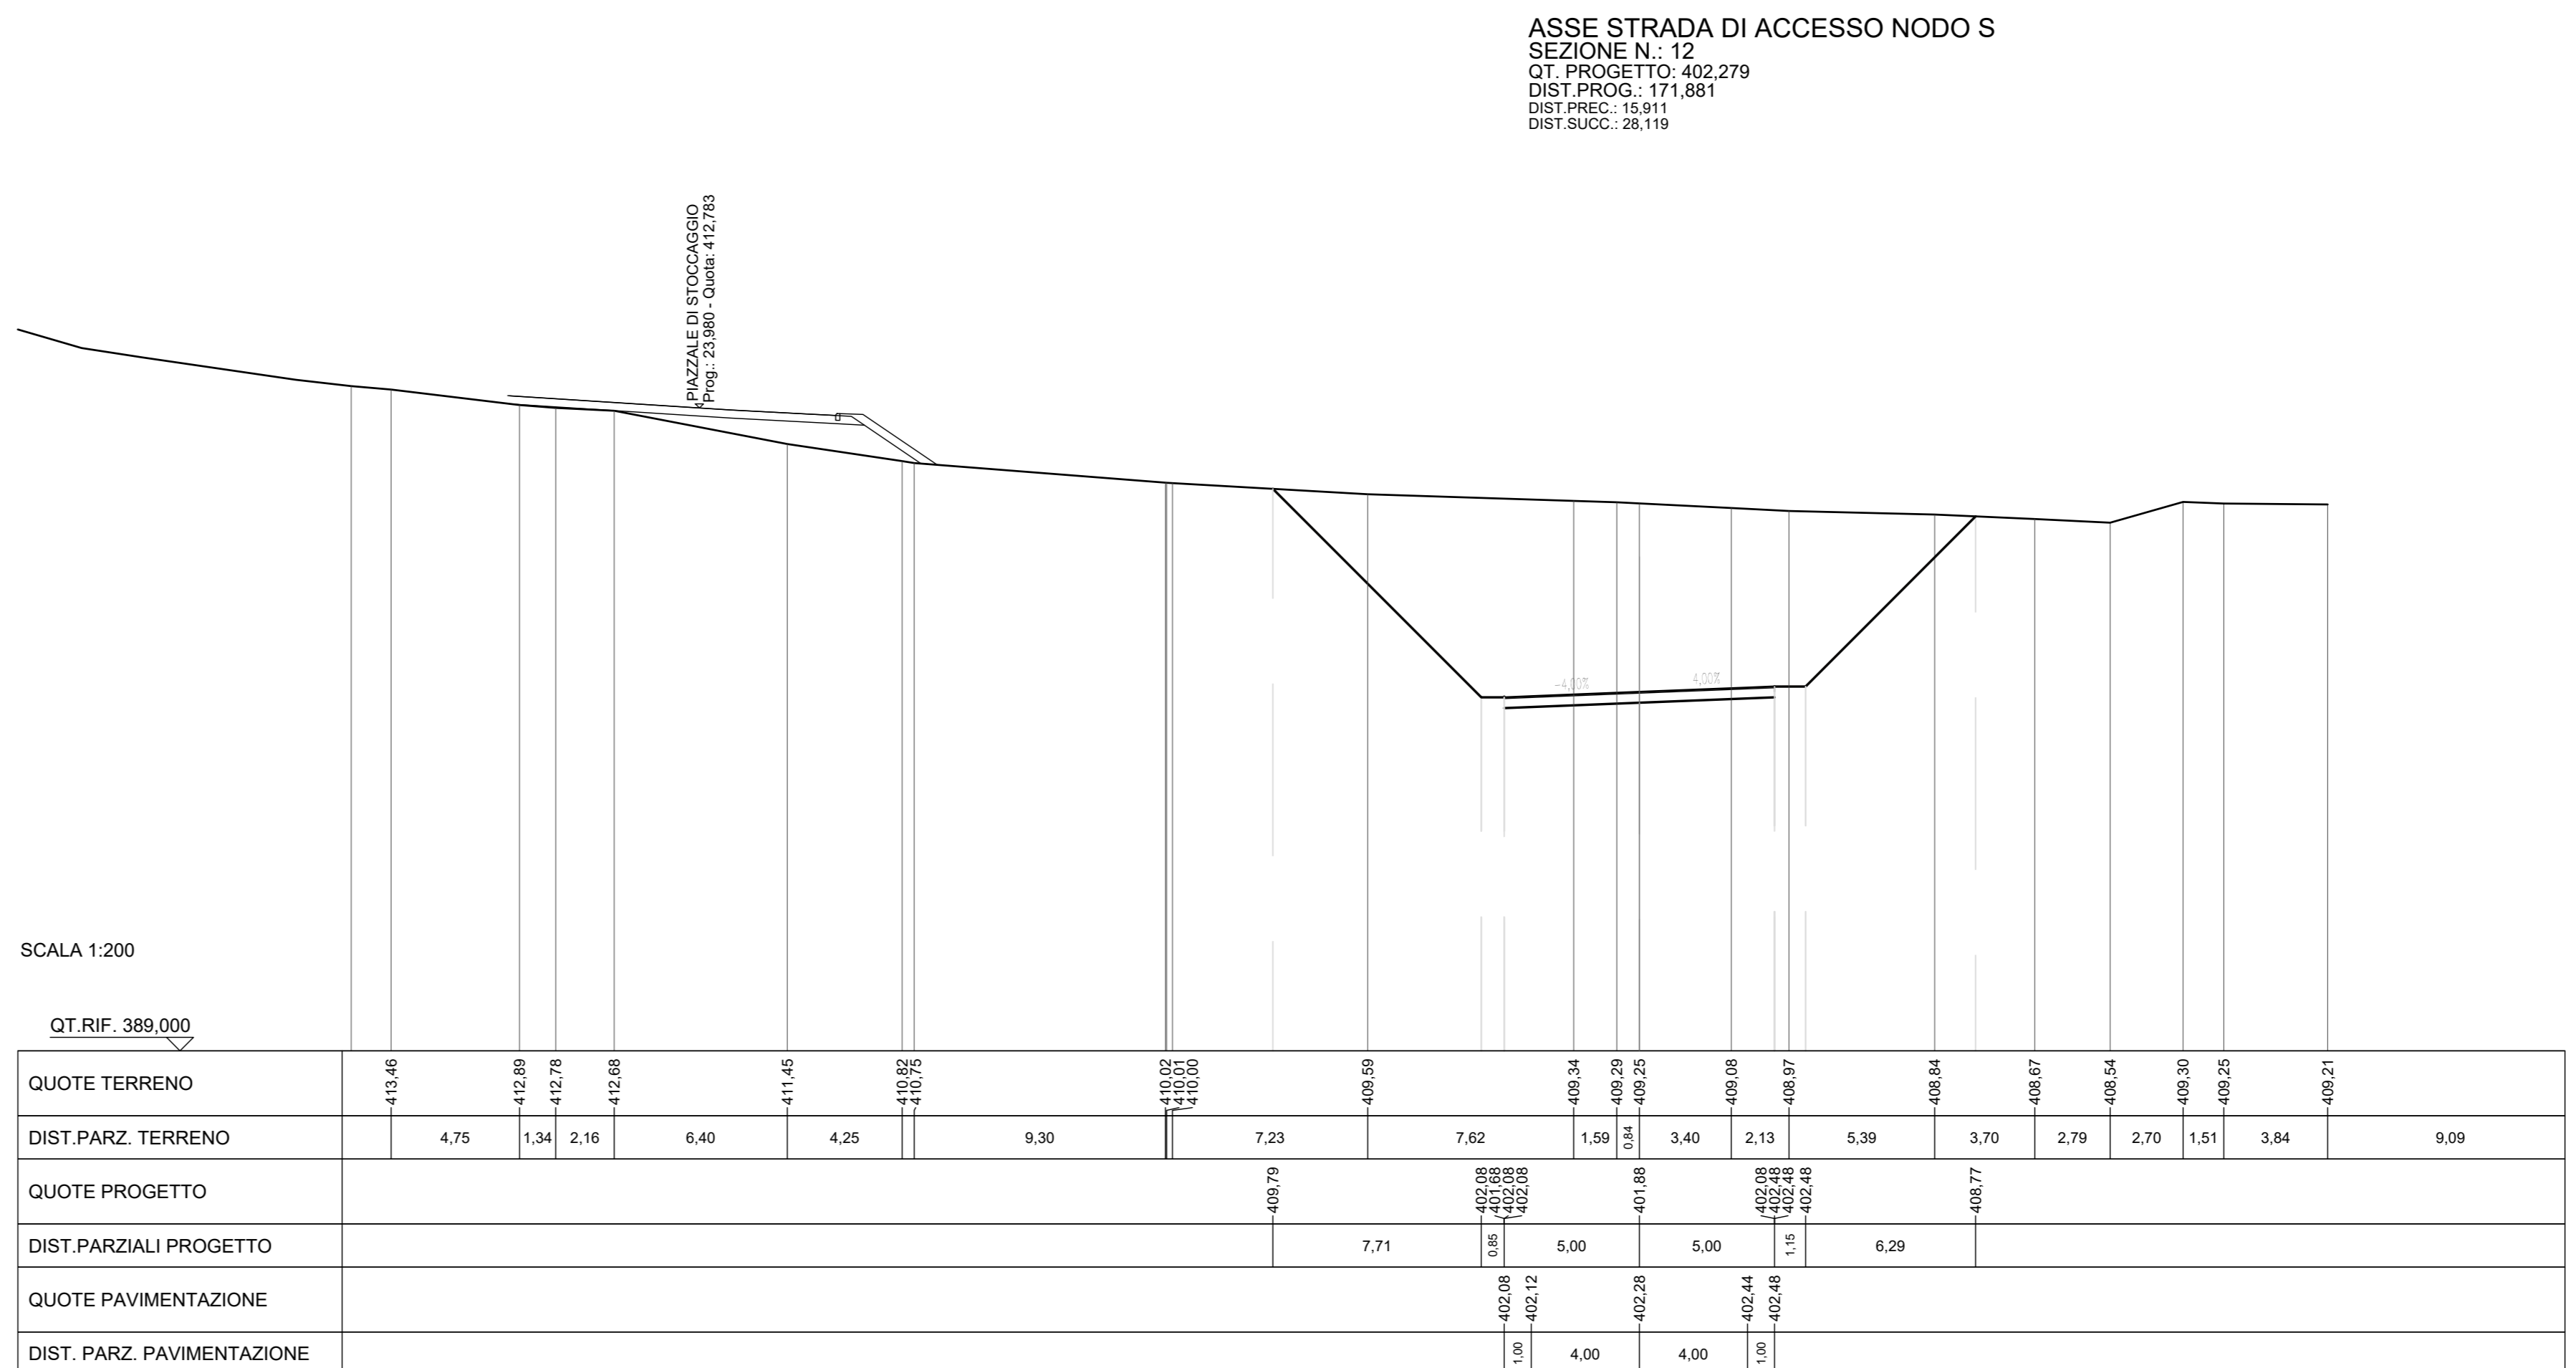 ASSE STRADA DI ACCESSO NODO S
SEZIONE N.: 12
QT. PROGETTO: 402,279
DIST.PROG.: 171,881
DIST.PREC.: 15,911
DIST.SUCC.: 28,119
PIAZZALE DI STOCCAGGIO
Prog.: 23,980 - Quota: 412,783
-4,00% 4,00%
SCALA 1:200
QT.RIF. 389,000
QUOTE TERRENO 413,46 412,89 412,78 412,68 411,45 410,82 410,75 410,02 410,01 410,00 409,59 409,34 409,29 409,25 409,08 408,97 408,84 408,67 408,54 409,30 409,25 409,21
DIST.PARZ. TERRENO 4,75 1,34 2,16 6,40 4,25 9,30 7,23 7,62 1,59 0,84 3,40 2,13 5,39 3,70 2,79 2,70 1,51 3,84 9,09
QUOTE PROGETTO 409,79 402,08 401,68 402,08 402,08 401,88 402,08 402,48 402,48 402,48 408,77
DIST.PARZIALI PROGETTO 7,71 0,85 5,00 5,00 1,15 6,29
QUOTE PAVIMENTAZIONE 402,08 402,12 402,28 402,44 402,48
DIST. PARZ. PAVIMENTAZIONE 1,00 4,00 4,00 1,00